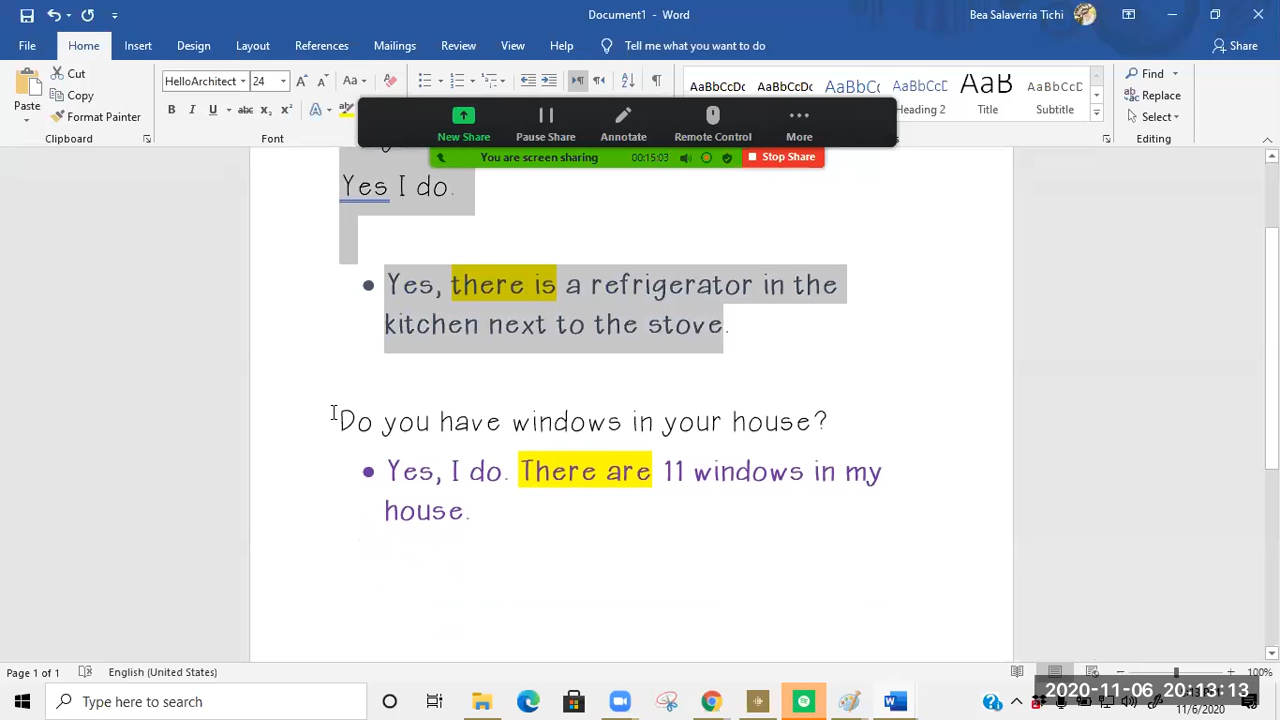 Document1 - Word
Bea Salaverria Tichi
File Home Insert Design Layout References Mailings Review View Help Tell me what you want to do Share
Paste
Cut
Copy
Format Painter
Clipboard
HelloArchitect 24
Font
AaBbCcDc AaBbCcDc AaBbCc AaBbCcD AaB AaBbCcD
Heading 2 Title Subtitle
Find
Replace
Select
Editing
New Share Pause Share Annotate Remote Control More
You are screen sharing 00:15:03 Stop Share
Yes I do.
• Yes, there is a refrigerator in the
kitchen next to the stove.
Do you have windows in your house?
• Yes, I do. There are 11 windows in my
house.
Page 1 of 1 English (United States) 100%
Type here to search
2020-11-06 20:13:13
11/6/2020